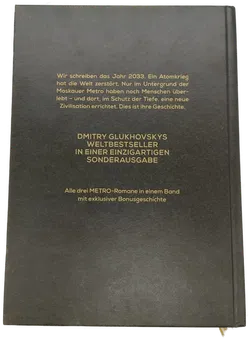 Wir schreiben das Jahr 2033. Ein Atomkrieg
hat die Welt zerstört. Nur im Untergrund der
Moskauer Metro haben noch Menschen über-
lebt – und dort, im Schutz der Tiefe, eine neue
Zivilisation errichtet. Dies ist ihre Geschichte.
DMITRY GLUKHOVSKYS
WELTBESTSELLER
IN EINER EINZIGARTIGEN
SONDERAUSGABE
Alle drei METRO-Romane in einem Band
mit exklusiver Bonusgeschichte